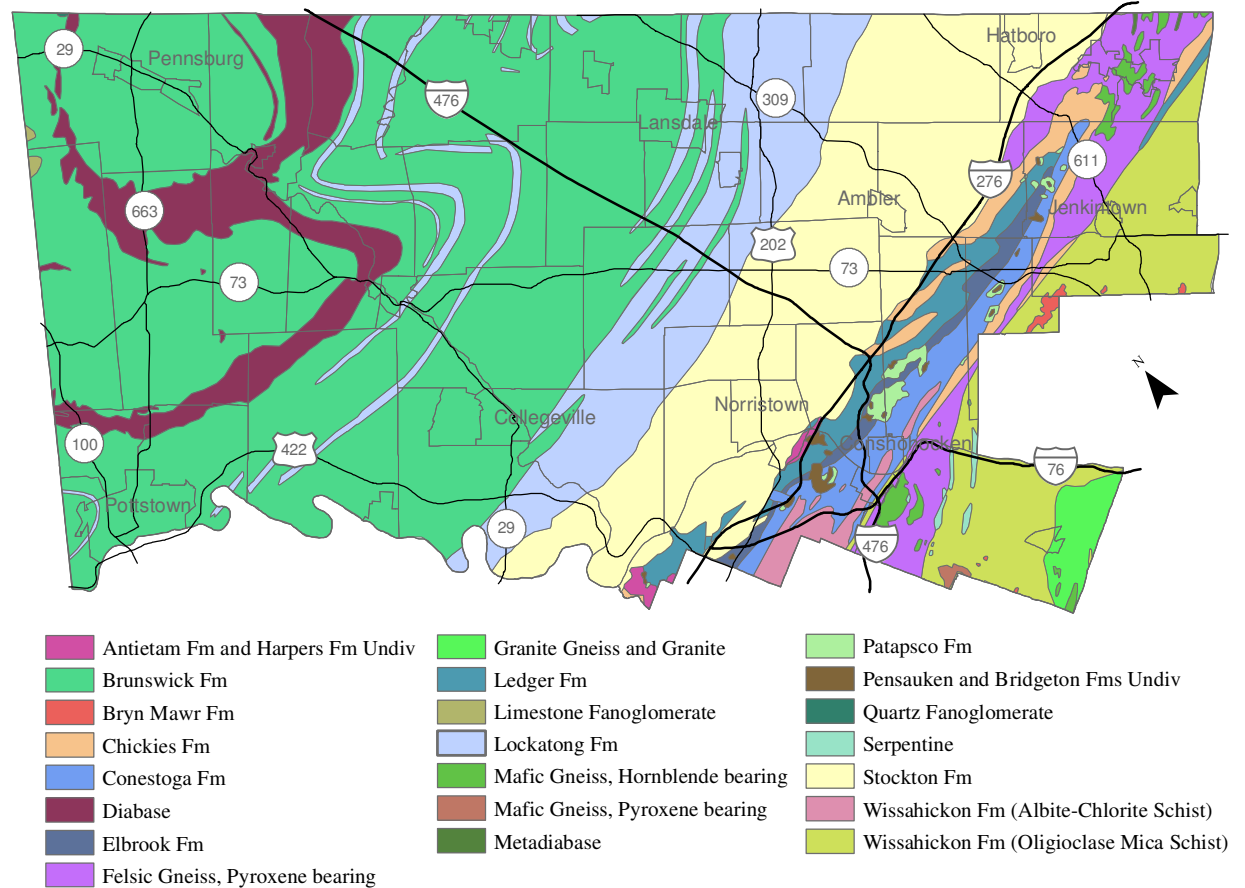 Hatboro
29
Pennsburg
476
309
Lansdale
611
276
Ambler
Jenkintown
663
202
73
73
Norristown
Collegeville
Conshohocken
100
422
76
Pottstown
29
476
N
Antietam Fm and Harpers Fm Undiv
Brunswick Fm
Bryn Mawr Fm
Chickies Fm
Conestoga Fm
Diabase
Elbrook Fm
Felsic Gneiss, Pyroxene bearing
Granite Gneiss and Granite
Ledger Fm
Limestone Fanoglomerate
Lockatong Fm
Mafic Gneiss, Hornblende bearing
Mafic Gneiss, Pyroxene bearing
Metadiabase
Patapsco Fm
Pensauken and Bridgeton Fms Undiv
Quartz Fanoglomerate
Serpentine
Stockton Fm
Wissahickon Fm (Albite-Chlorite Schist)
Wissahickon Fm (Oligioclase Mica Schist)